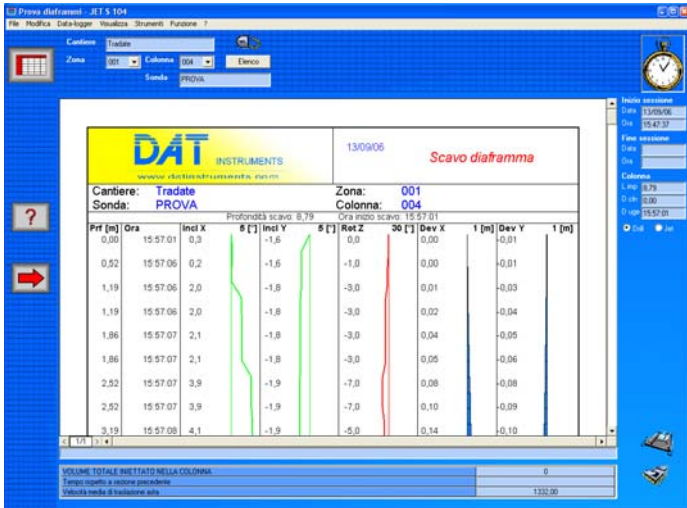 Prova diaframmi - JET S 104
File Modifica Data-logger Visualizza Strumenti Funzione ?
Cantiere Tradate
Zona 001 Colonna 004 Elenco
Sonda PROVA
Inizio sessione
Data 13/09/06
Ora 15.47.37
Fine sessione
Data
Ora
Colonna
L.imp 8,79
D.cln 0,00
D.uge 15:57:01
Drill Jet
DAT INSTRUMENTS
www.datinstruments.com
13/09/06
Scavo diaframma
Cantiere: Tradate Zona: 001
Sonda: PROVA Colonna: 004
Profondità scavo: 8,79 Ora inizio scavo: 15:57:01
Prf [m] Ora Incl X 5 [°] Incl Y 5 [°] Rot Z 30 [°] Dev X 1 [m] Dev Y 1 [m]
0,00 15:57:01 0,3 -1,6 0,0 0,00 -0,01
0,52 15:57:06 0,2 -1,6 -1,0 0,00 -0,01
1,19 15:57:06 2,0 -1,8 -3,0 0,01 -0,03
1,19 15:57:06 2,0 -1,8 -3,0 0,02 -0,04
1,86 15:57:07 2,1 -1,8 -3,0 0,04 -0,05
1,86 15:57:07 2,1 -1,8 -3,0 0,05 -0,06
2,52 15:57:07 3,9 -1,9 -7,0 0,08 -0,08
2,52 15:57:07 3,9 -1,9 -7,0 0,10 -0,09
3,19 15:57:08 4,1 -1,9 -5,0 0,14 -0,10
1/1
VOLUME TOTALE INIETTATO NELLA COLONNA 0
Tempo rispetto a sezione precedente
Velocità media di traslazione asta 1332,00